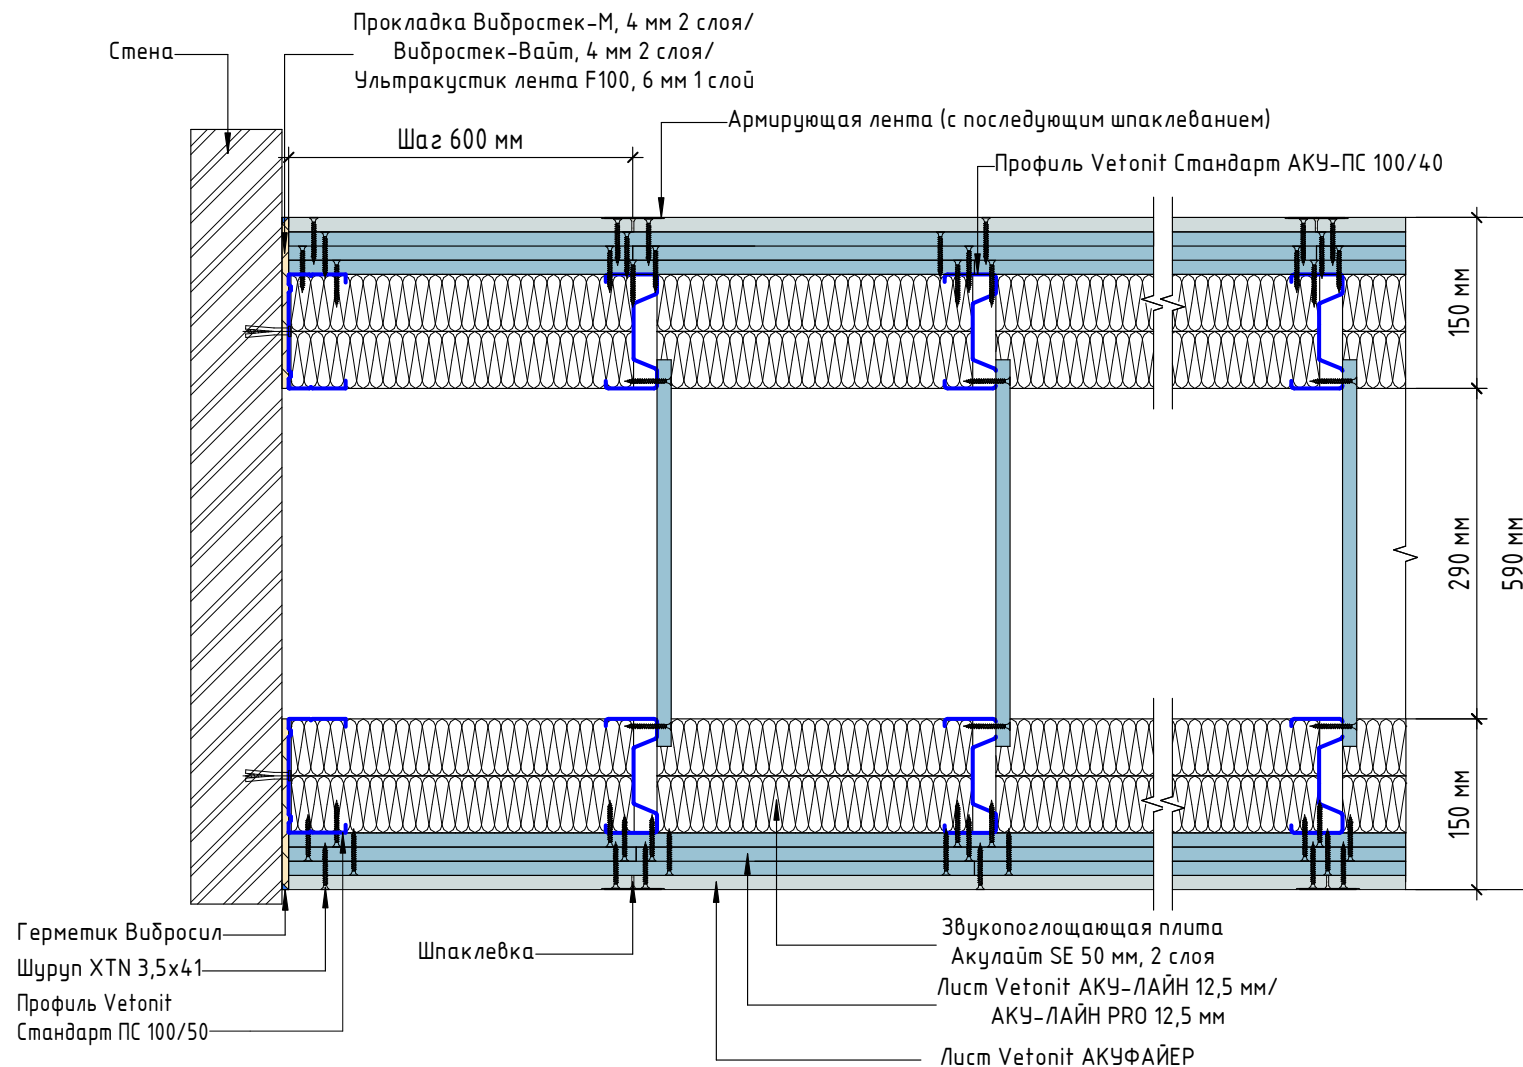 Прокладка Вибростек-М, 4 мм 2 слоя/
Вибростек-Вайт, 4 мм 2 слоя/
Ультракустик лента F100, 6 мм 1 слой
Стена
Армирующая лента (с последующим шпаклеванием)
Шаг 600 мм
Профиль Vetonit Стандарт АКУ-ПС 100/40
150 мм
290 мм
590 мм
150 мм
Герметик Вибросил
Шуруп XTN 3,5x41
Профиль Vetonit
Стандарт ПС 100/50
Шпаклевка
Звукопоглощающая плита
Акулайт SE 50 мм, 2 слоя
Лист Vetonit АКУ-ЛАЙН 12,5 мм/
АКУ-ЛАЙН PRO 12,5 мм
Лист Vetonit АКУФАЙЕР